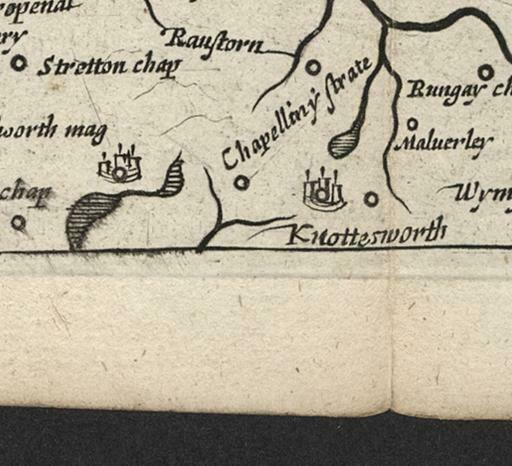 ropenal
ry
Raustorn
Stretton chap
Chapelliny strate
Rungay ch
worth mag
Maluerley
chap
Wym
Knottesworth